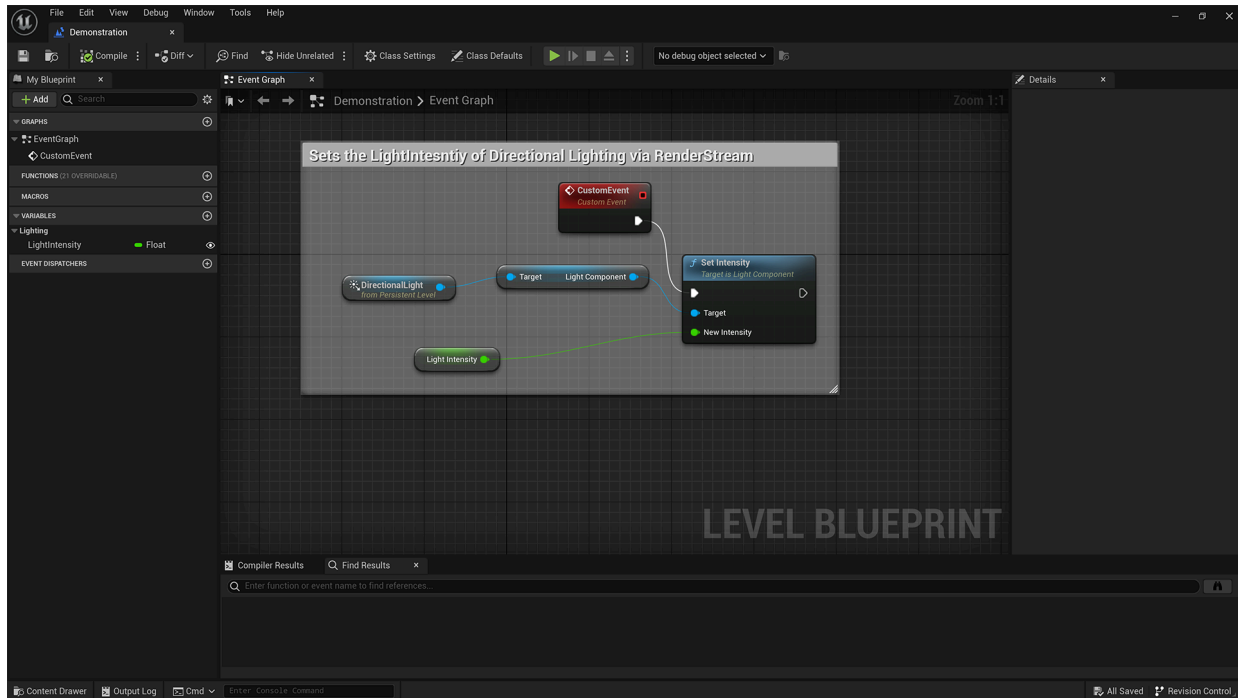 File Edit View Debug Window Tools Help
Demonstration
Compile Diff Find Hide Unrelated Class Settings Class Defaults No debug object selected
My Blueprint
Event Graph
Details
Add Search
Demonstration > Event Graph Zoom 1:1
GRAPHS
EventGraph
CustomEvent
FUNCTIONS (21 OVERRIDABLE)
MACROS
VARIABLES
Lighting
LightIntensity Float
EVENT DISPATCHERS
Sets the LightIntesntiy of Directional Lighting via RenderStream
CustomEvent
Custom Event
DirectionalLight
from Persistent Level
Target Light Component
Set Intensity
Target is Light Component
Target
New Intensity
Light Intensity
LEVEL BLUEPRINT
Compiler Results Find Results
Enter function or event name to find references...
Content Drawer Output Log Cmd Enter Console Command All Saved Revision Control